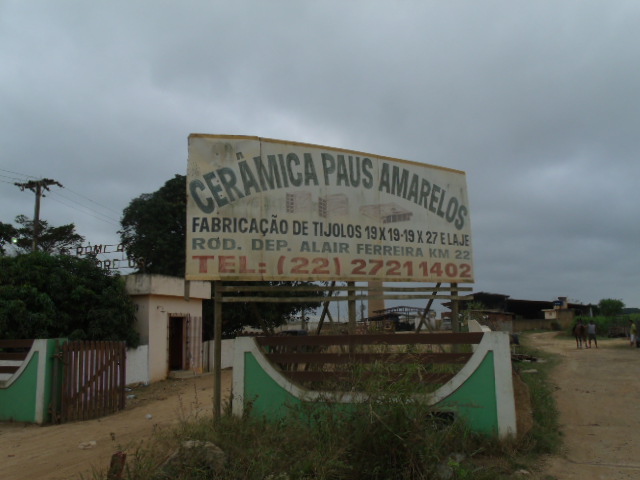 CERÂMICA PAUS AMARELOS
FABRICAÇÃO DE TIJOLOS 19 X 19-19 X 27 E LAJE
ROD. DEP. ALAIR FERREIRA KM 22
TEL: (22) 2721 1402